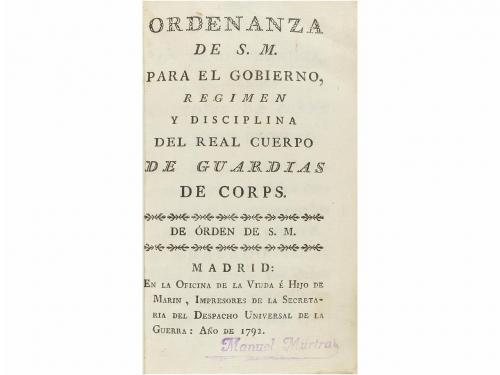 ORDENANZA
DE S. M.
PARA EL GOBIERNO,
REGIMEN
Y DISCIPLINA
DEL REAL CUERPO
DE GUARDIAS
DE CORPS.
DE ÓRDEN DE S. M.
MADRID:
EN LA OFICINA DE LA VIUDA É HIJO DE
MARIN, IMPRESORES DE LA SECRETA-
RIA DEL DESPACHO UNIVERSAL DE LA
GUERRA: AÑO DE 1792.
Manuel